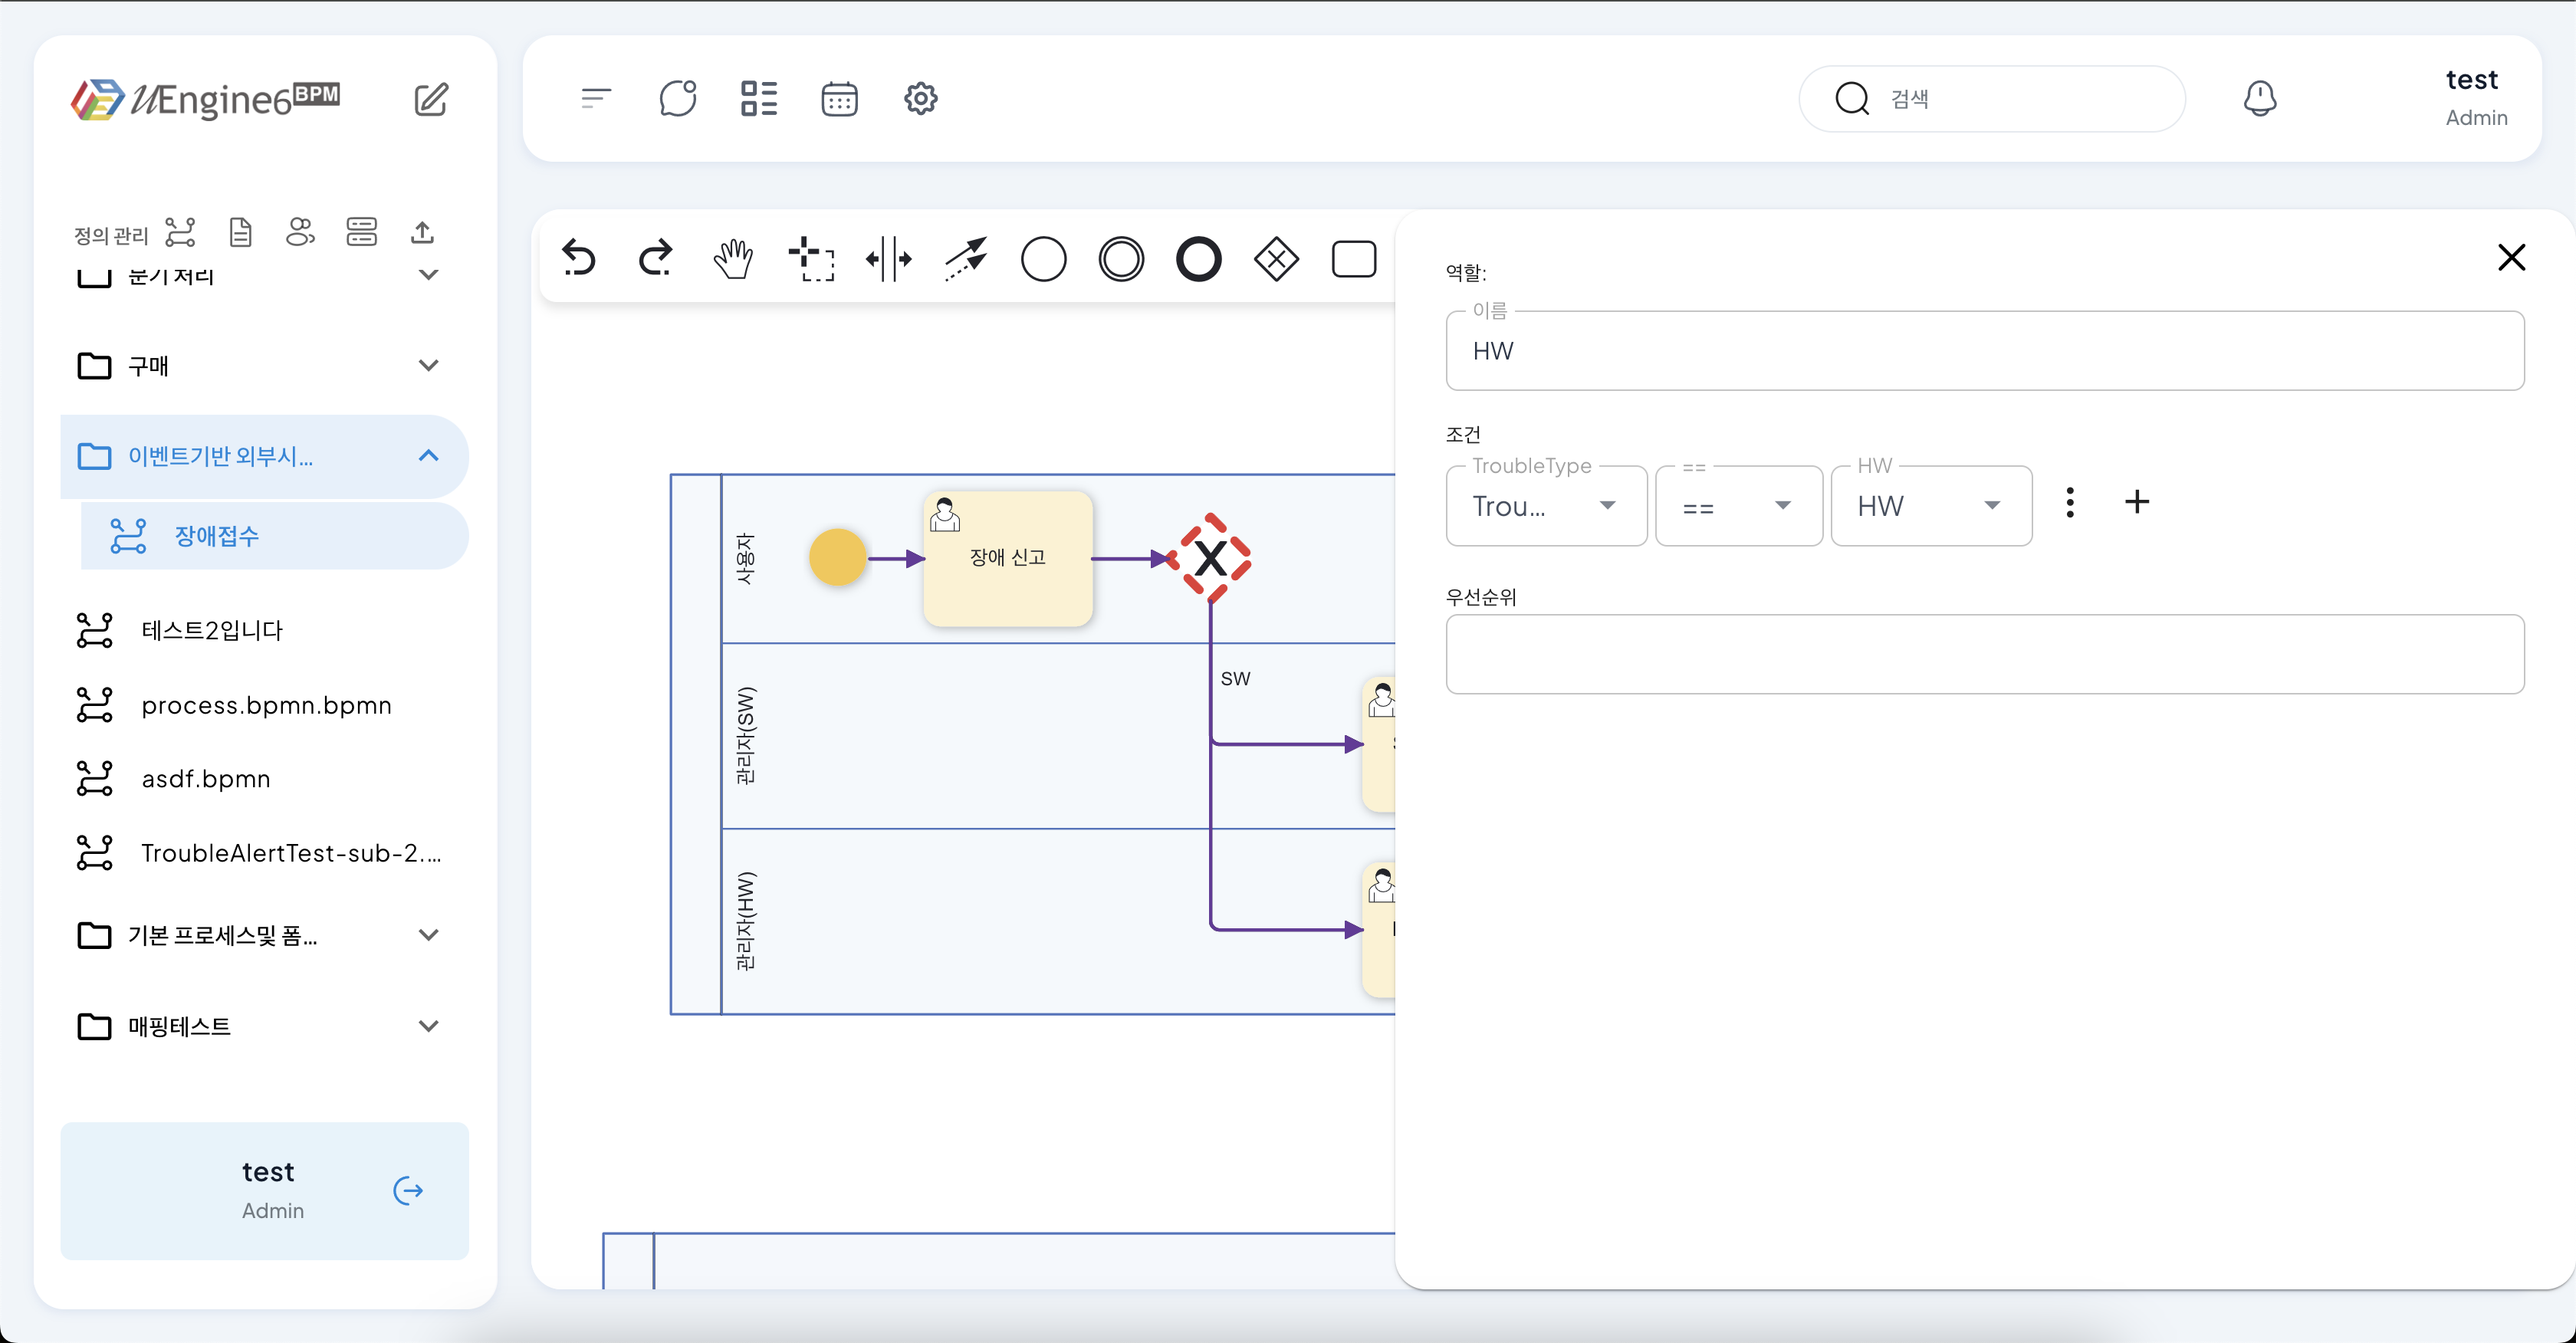 uEngine6 BPM
정의 관리
분기 처리
구매
이벤트기반 외부시...
장애접수
테스트2입니다
process.bpmn.bpmn
asdf.bpmn
TroubleAlertTest-sub-2....
기본 프로세스및 폼...
매핑테스트
test
Admin
검색
test
Admin
사용자
장애 신고
X
관리자(SW)
SW
관리자(HW)
역할:
이름
HW
조건
TroubleType
Trou...
==
==
HW
HW
우선순위